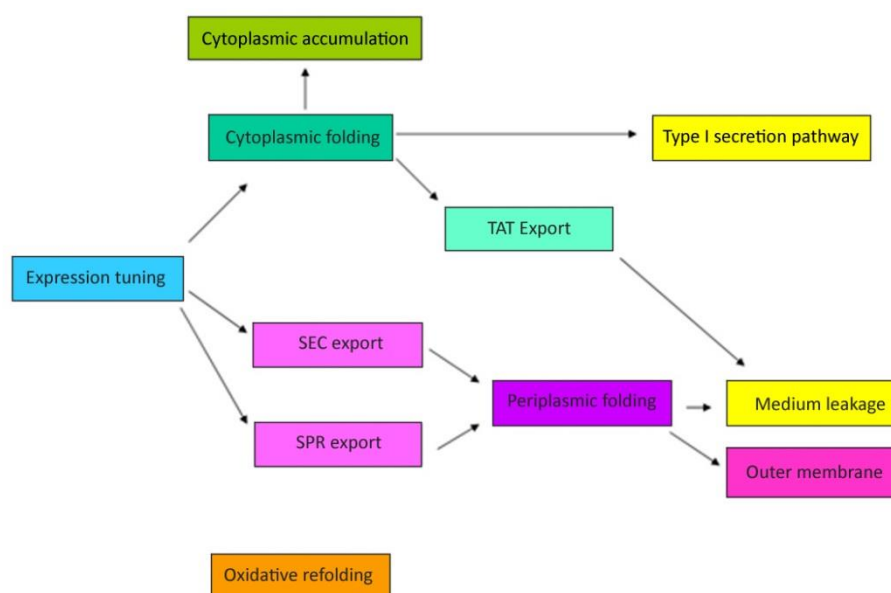 Cytoplasmic accumulation
Cytoplasmic folding
Type I secretion pathway
TAT Export
Expression tuning
SEC export
Periplasmic folding
Medium leakage
SPR export
Outer membrane
Oxidative refolding